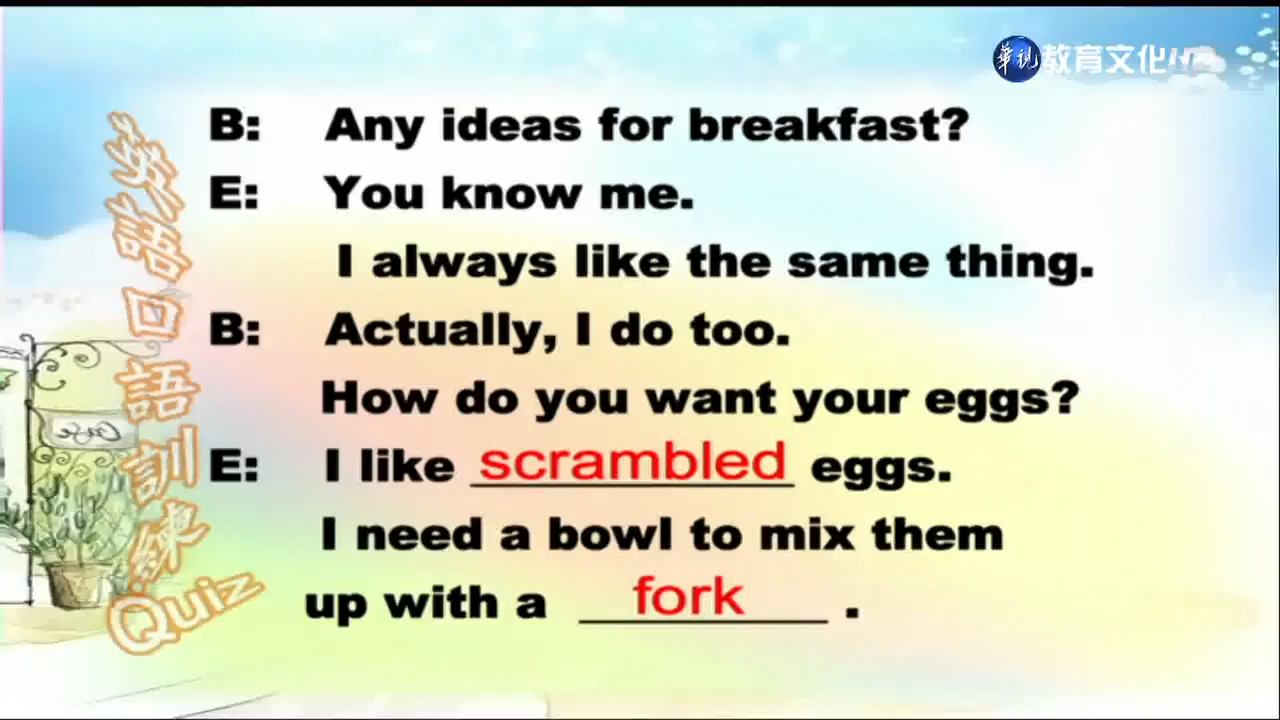 華視 教育文化
B: Any ideas for breakfast?
E: You know me.
I always like the same thing.
B: Actually, I do too.
How do you want your eggs?
E: I like scrambled eggs.
I need a bowl to mix them
up with a fork .
英語口語訓練
Quiz